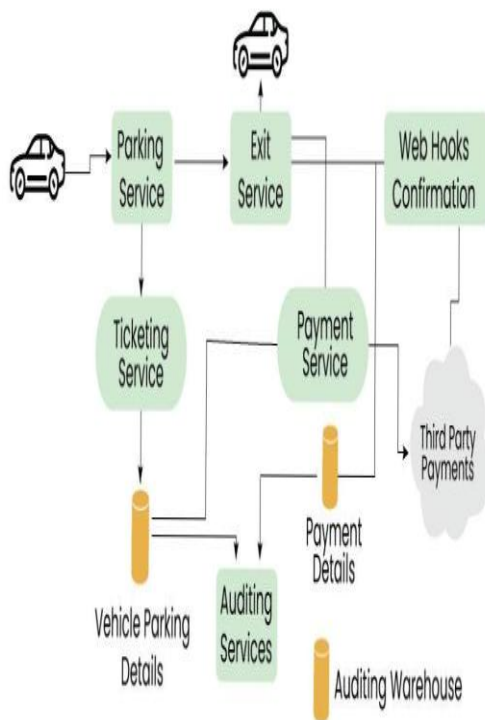 Parking
Service
Exit
Service
Web Hooks
Confirmation
Ticketing
Service
Payment
Service
Third Party
Payments
Payment
Details
Vehicle Parking
Details
Auditing
Services
Auditing Warehouse